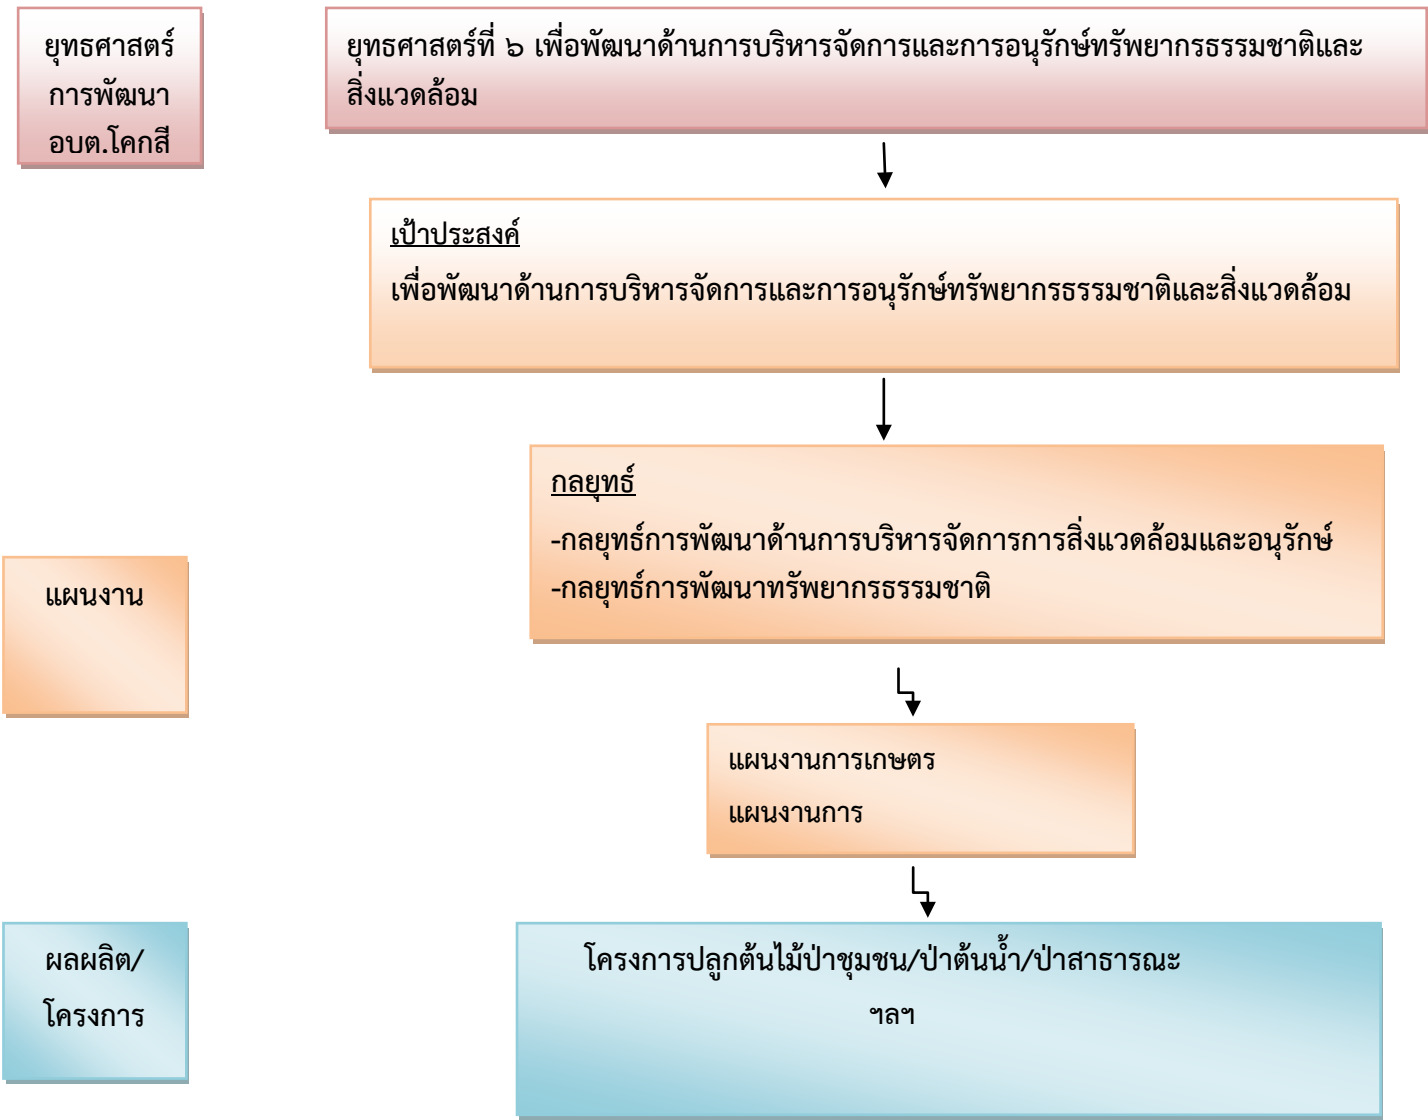 ยุทธศาสตร์
การพัฒนา
อบต.โคกสี
ยุทธศาสตร์ที่ ๖ เพื่อพัฒนาด้านการบริหารจัดการและการอนุรักษ์ทรัพยากรธรรมชาติและ
สิ่งแวดล้อม
เป้าประสงค์
เพื่อพัฒนาด้านการบริหารจัดการและการอนุรักษ์ทรัพยากรธรรมชาติและสิ่งแวดล้อม
กลยุทธ์
-กลยุทธ์การพัฒนาด้านการบริหารจัดการการสิ่งแวดล้อมและอนุรักษ์
-กลยุทธ์การพัฒนาทรัพยากรธรรมชาติ
แผนงาน
แผนงานการเกษตร
แผนงานการ
ผลผลิต/
โครงการ
โครงการปลูกต้นไม้ป่าชุมชน/ป่าต้นน้ำ/ป่าสาธารณะ
ฯลฯ